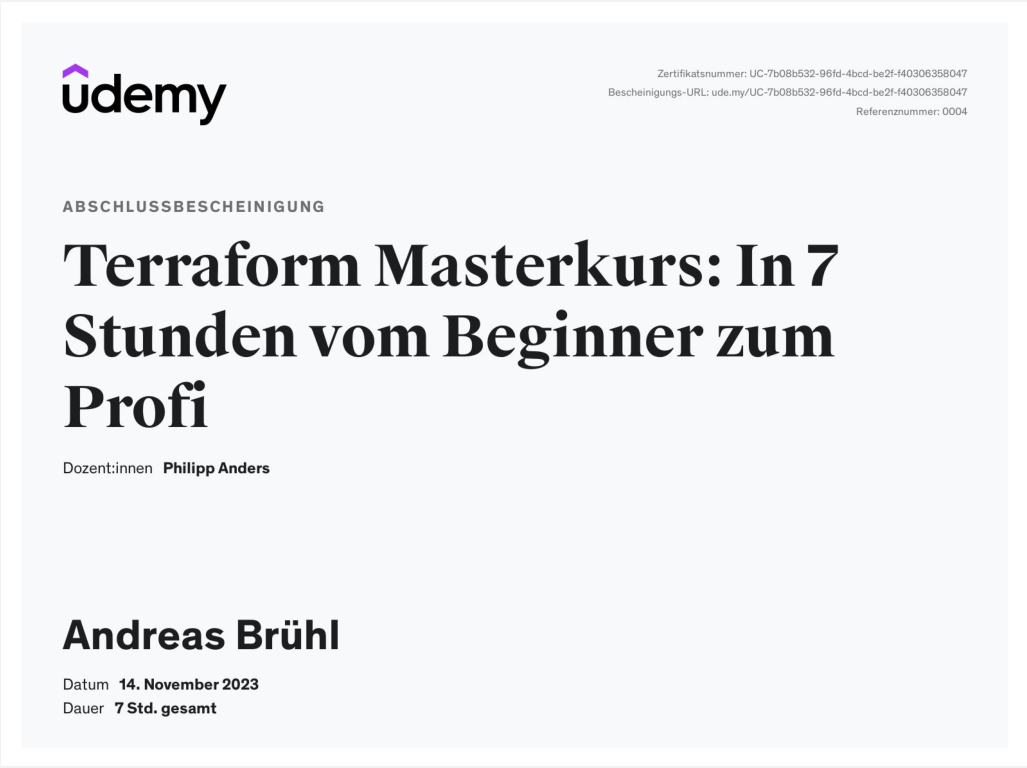 udemy
Zertifikatsnummer: UC-7b08b532-96fd-4bcd-be2f-f40306358047
Bescheinigungs-URL: ude.my/UC-7b08b532-96fd-4bcd-be2f-f40306358047
Referenznummer: 0004
ABSCHLUSSBESCHEINIGUNG
Terraform Masterkurs: In 7
Stunden vom Beginner zum
Profi
Dozent:innen Philipp Anders
Andreas Brühl
Datum 14. November 2023
Dauer 7 Std. gesamt